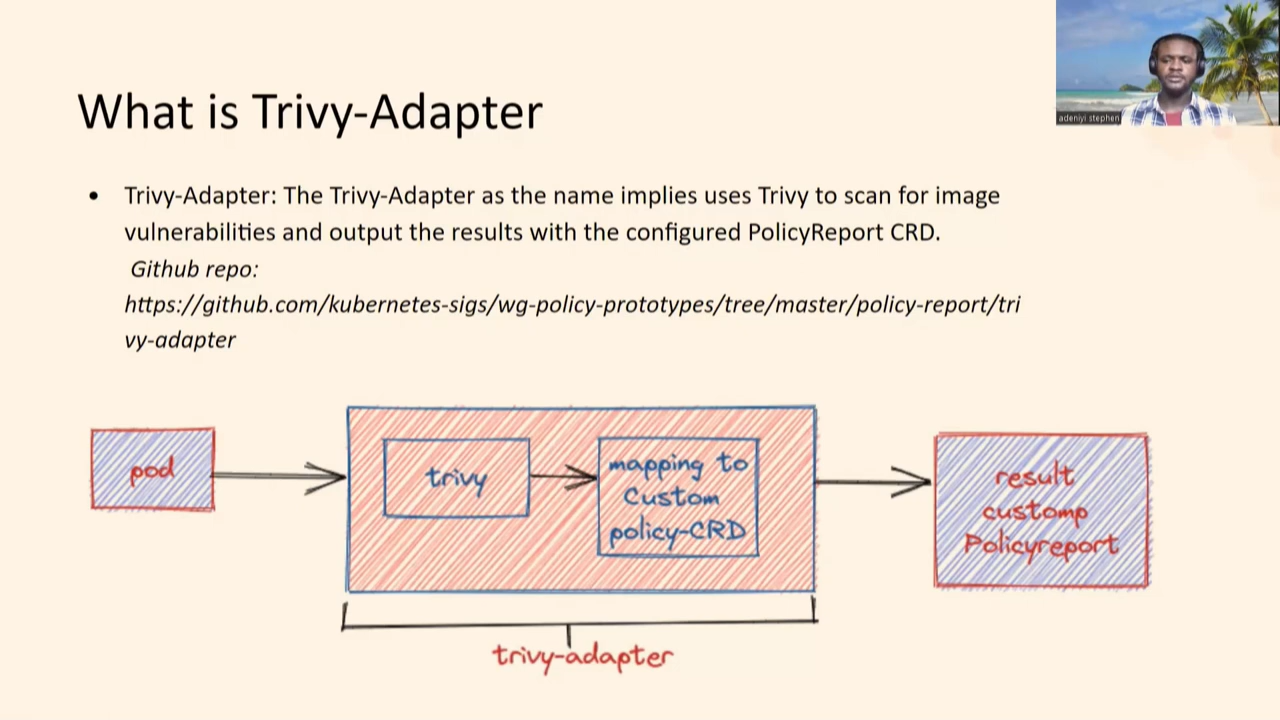 adeniyi stephen
What is Trivy-Adapter
• Trivy-Adapter: The Trivy-Adapter as the name implies uses Trivy to scan for image
vulnerabilities and output the results with the configured PolicyReport CRD.
Github repo:
https://github.com/kubernetes-sigs/wg-policy-prototypes/tree/master/policy-report/tri
vy-adapter
pod
trivy
mapping to
Custom
policy-CRD
result
customp
Policyreport
trivy-adapter